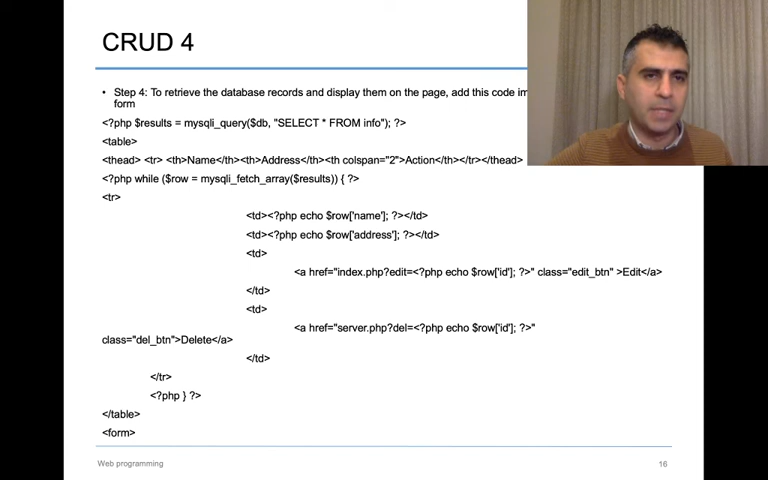 CRUD 4
• Step 4: To retrieve the database records and display them on the page, add this code
form
<?php $results = mysqli_query($db, "SELECT * FROM info"); ?>
<table>
<thead> <tr> <th>Name</th><th>Address</th><th colspan="2">Action</th></tr></thead>
<?php while ($row = mysqli_fetch_array($results)) { ?>
<tr>
<td><?php echo $row['name']; ?></td>
<td><?php echo $row['address']; ?></td>
<td>
<a href="index.php?edit=<?php echo $row['id']; ?>" class="edit_btn" >Edit</a>
</td>
<td>
<a href="server.php?del=<?php echo $row['id']; ?>"
class="del_btn">Delete</a>
</td>
</tr>
<?php } ?>
</table>
<form>
Web programming
16